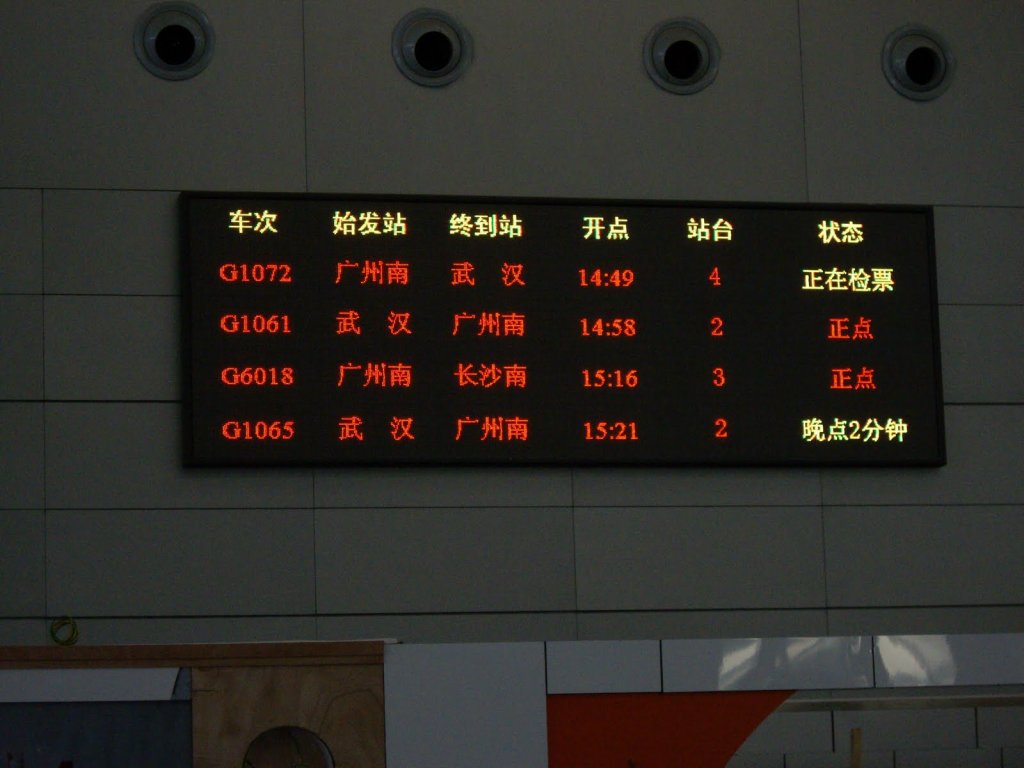 车次 始发站 终到站 开点 站台 状态
G1072 广州南 武 汉 14:49 4 正在检票
G1061 武 汉 广州南 14:58 2 正点
G6018 广州南 长沙南 15:16 3 正点
G1065 武 汉 广州南 15:21 2 晚点2分钟